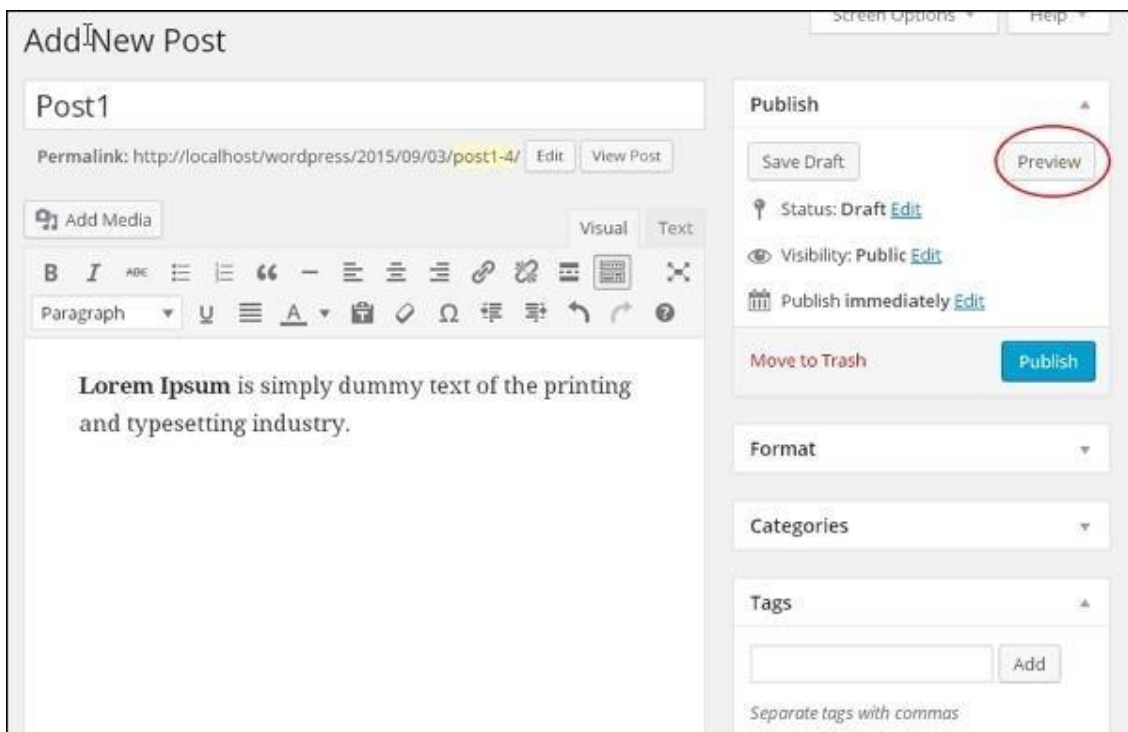 Screen Options Help
Add New Post
Post1
Permalink: http://localhost/wordpress/2015/09/03/post1-4/ Edit View Post
Add Media
Visual Text
B I ABC
Paragraph U A Ω ?
Lorem Ipsum is simply dummy text of the printing
and typesetting industry.
Publish
Save Draft Preview
Status: Draft Edit
Visibility: Public Edit
Publish immediately Edit
Move to Trash Publish
Format
Categories
Tags
Add
Separate tags with commas